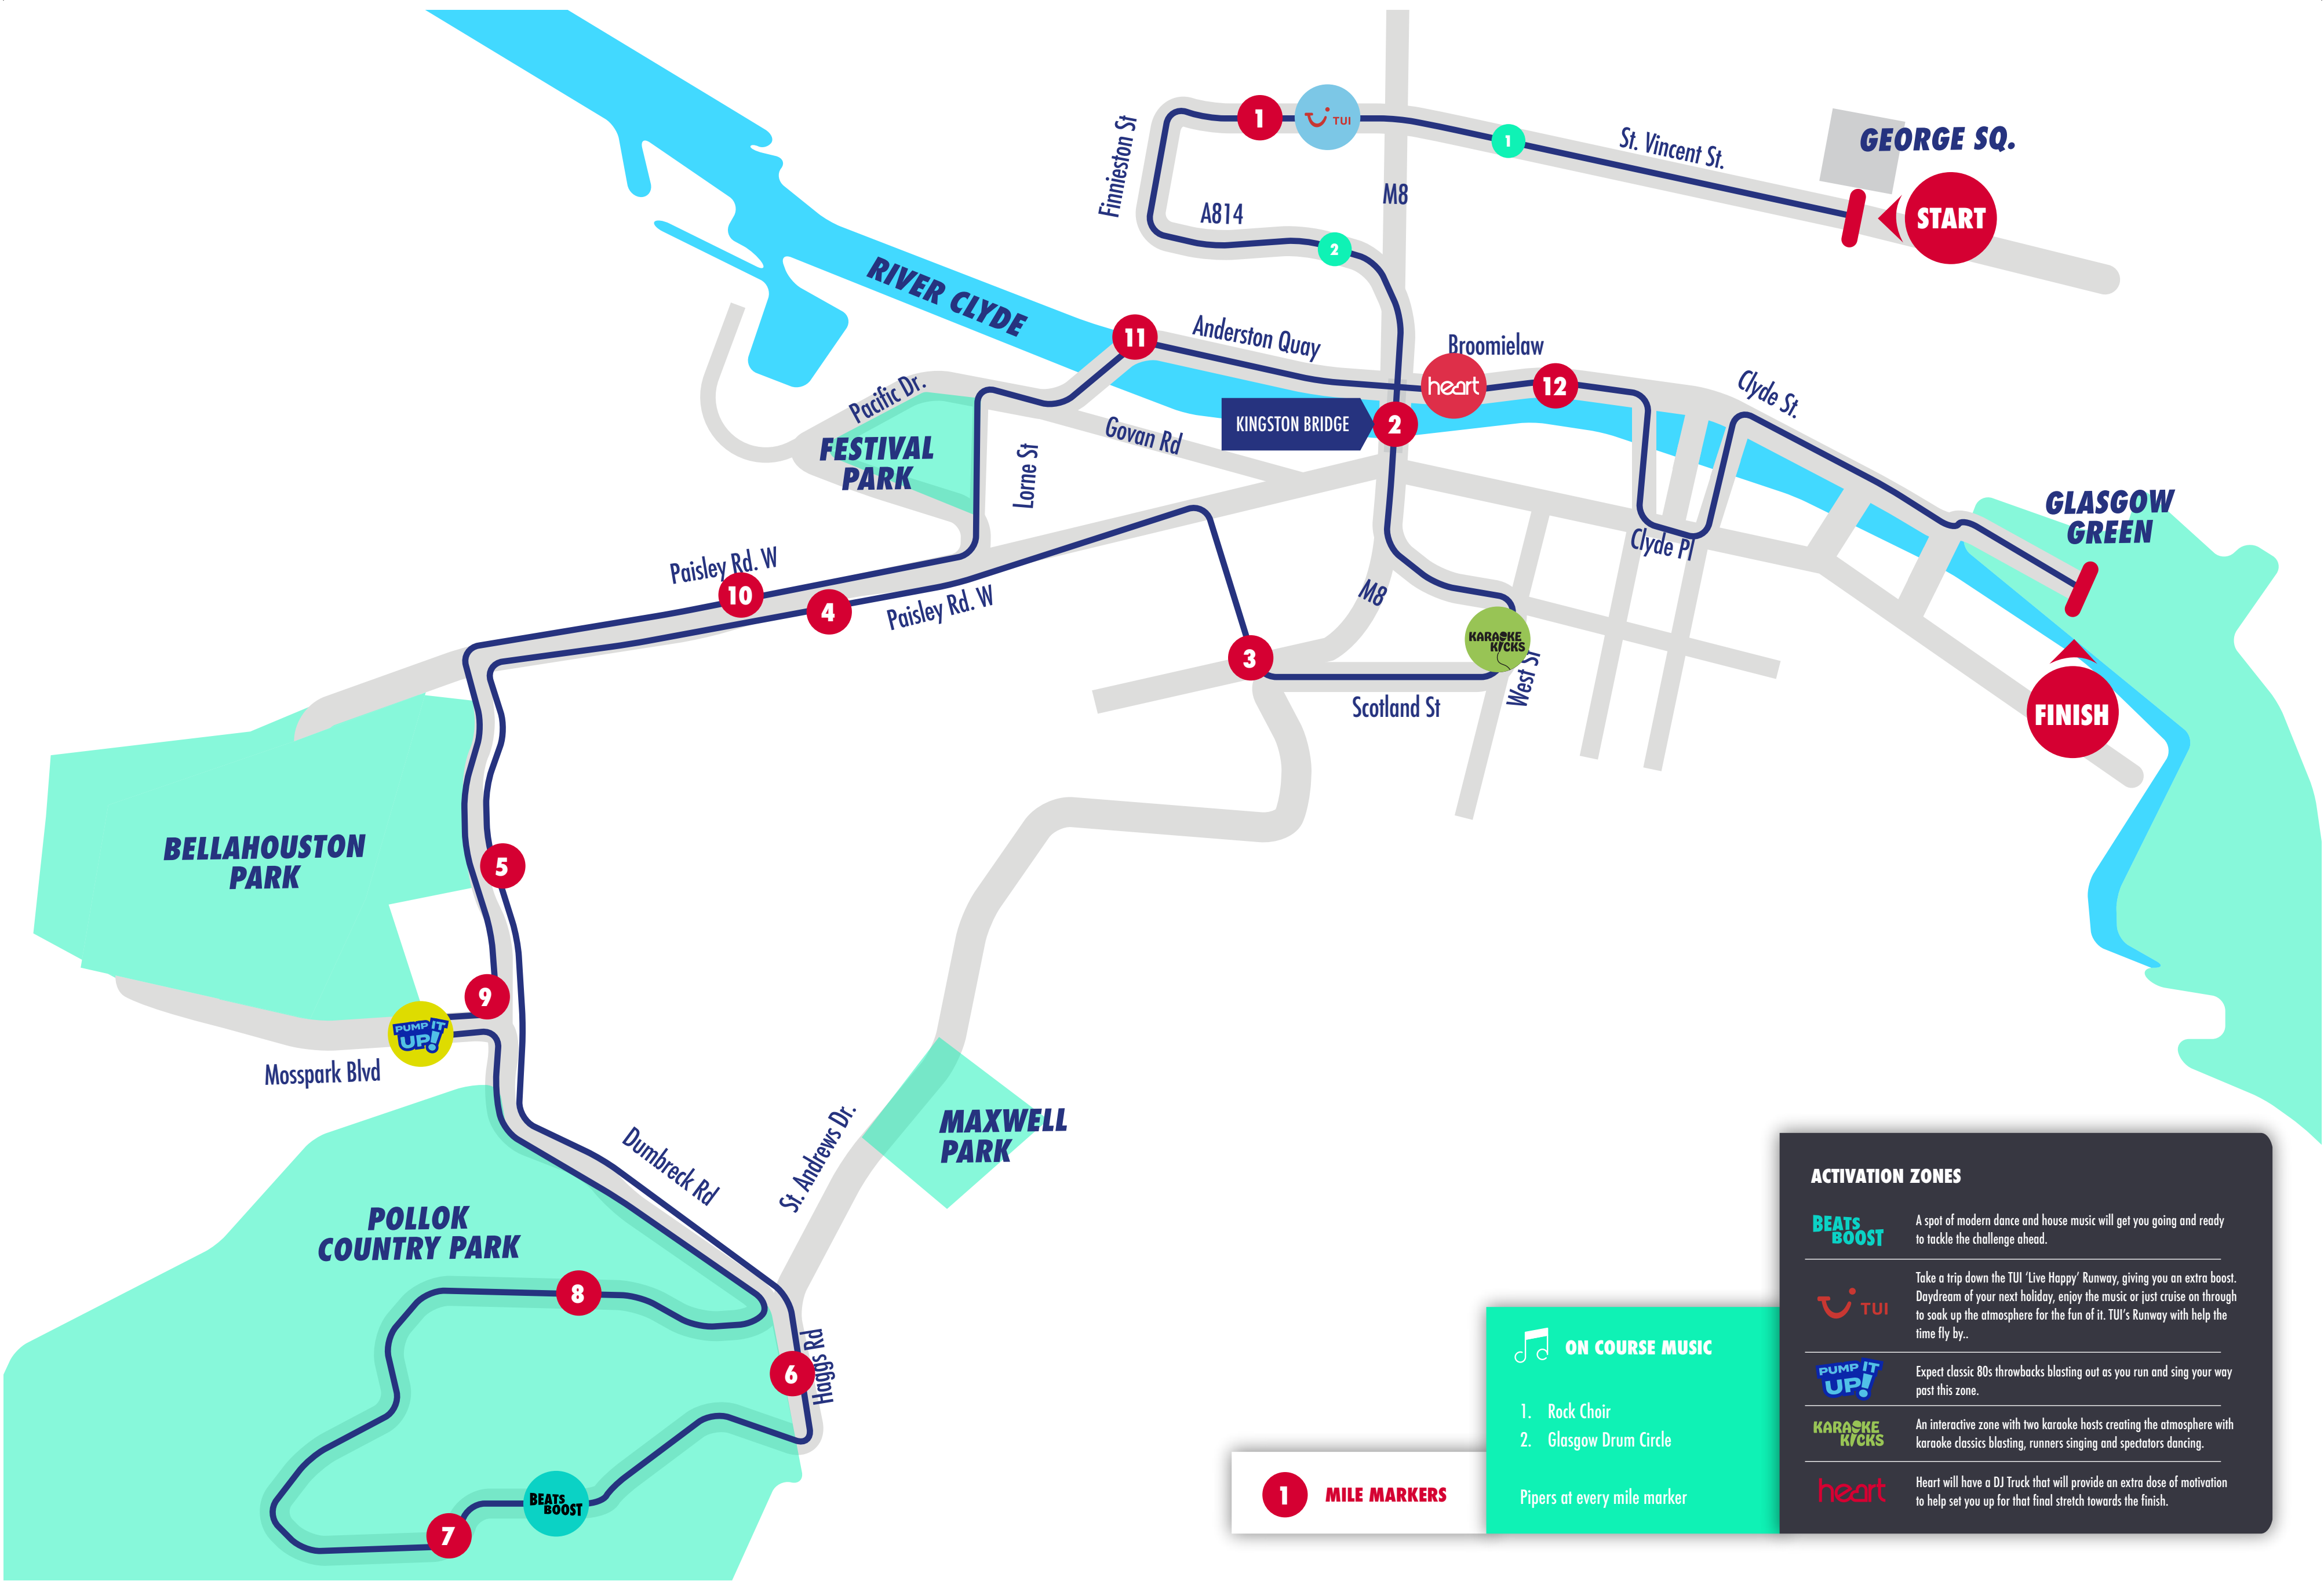 Finnieston St
1
TUI
1
St. Vincent St.
GEORGE SQ.
START
M8
A814
2
RIVER CLYDE
11
Anderston Quay
Broomielaw
heart
12
Clyde St.
Pacific Dr.
KINGSTON BRIDGE
2
FESTIVAL
PARK
Lorne St
Govan Rd
Clyde Pl
GLASGOW
GREEN
Paisley Rd. W
10
4
Paisley Rd. W
M8
KARAOKE
KICKS
3
West St
Scotland St
FINISH
BELLAHOUSTON
PARK
5
9
PUMP IT
UP!
Mosspark Blvd
Dumbreck Rd
St. Andrews Dr.
MAXWELL
PARK
POLLOK
COUNTRY PARK
8
6
Haggs Rd
BEATS
BOOST
7
1 MILE MARKERS
ON COURSE MUSIC
1. Rock Choir
2. Glasgow Drum Circle
Pipers at every mile marker
ACTIVATION ZONES
BEATS
BOOST
A spot of modern dance and house music will get you going and ready
to tackle the challenge ahead.
TUI
Take a trip down the TUI ‘Live Happy’ Runway, giving you an extra boost.
Daydream of your next holiday, enjoy the music or just cruise on through
to soak up the atmosphere for the fun of it. TUI’s Runway with help the
time fly by..
PUMP IT
UP!
Expect classic 80s throwbacks blasting out as you run and sing your way
past this zone.
KARAOKE
KICKS
An interactive zone with two karaoke hosts creating the atmosphere with
karaoke classics blasting, runners singing and spectators dancing.
heart
Heart will have a DJ Truck that will provide an extra dose of motivation
to help set you up for that final stretch towards the finish.